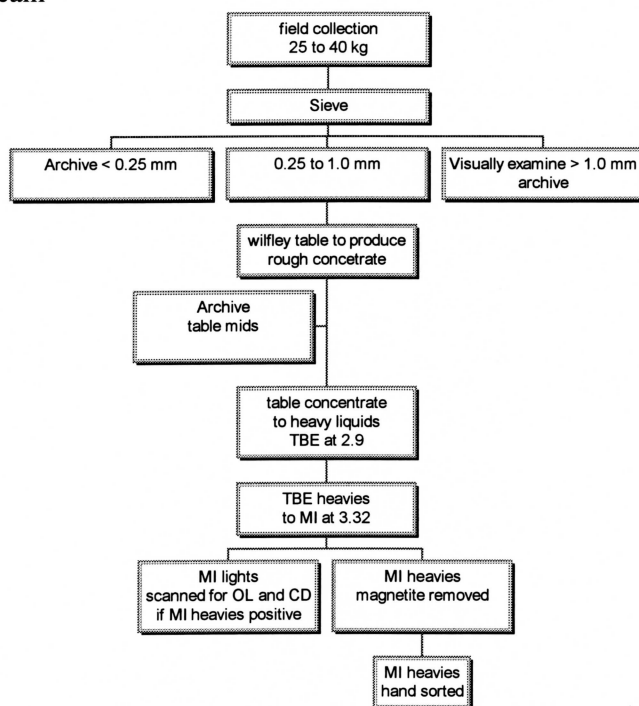 field collection
25 to 40 kg
Sieve
Archive < 0.25 mm
0.25 to 1.0 mm
Visually examine > 1.0 mm
archive
wilfley table to produce
rough concetrate
Archive
table mids
table concentrate
to heavy liquids
TBE at 2.9
TBE heavies
to MI at 3.32
MI lights
scanned for OL and CD
if MI heavies positive
MI heavies
magnetite removed
MI heavies
hand sorted